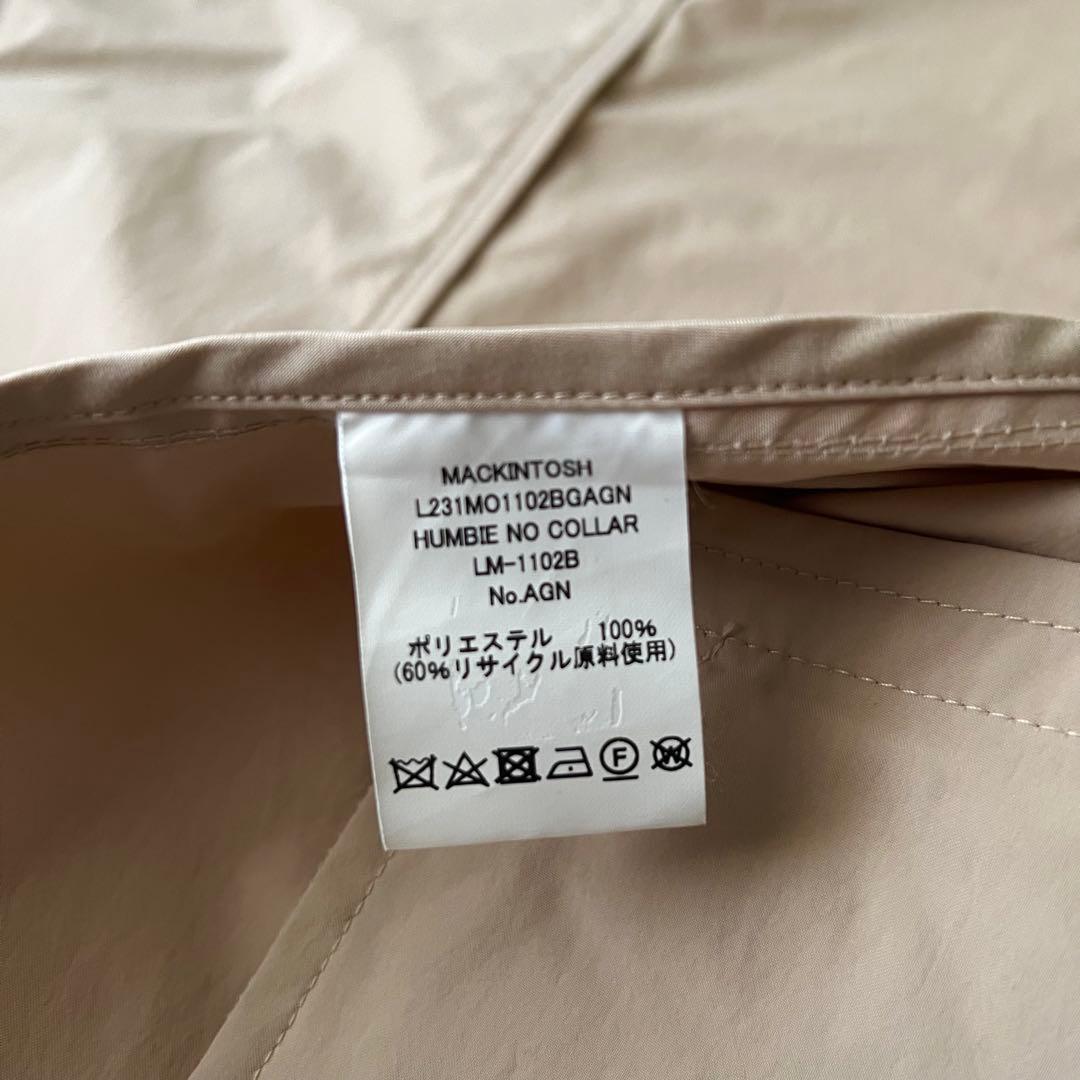 MACKINTOSH
L231MO1102BGAGN
HUMBIE NO COLLAR
LM-1102B
No.AGN
ポリエステル 100%
(60%リサイクル原料使用)
F
W